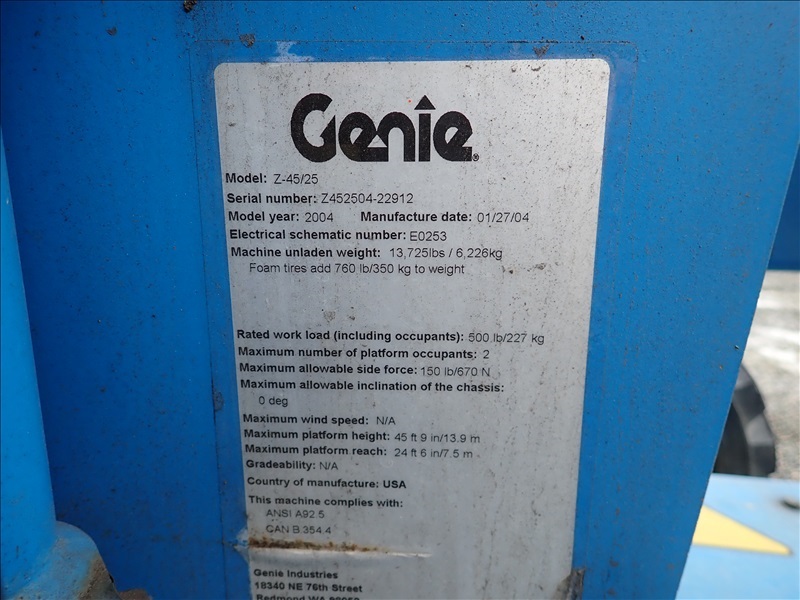 Genie®
Model: Z-45/25
Serial number: Z452504-22912
Model year: 2004 Manufacture date: 01/27/04
Electrical schematic number: E0253
Machine unladen weight: 13,725lbs / 6,226kg
Foam tires add 760 lb/350 kg to weight
Rated work load (including occupants): 500 lb/227 kg
Maximum number of platform occupants: 2
Maximum allowable side force: 150 lb/670 N
Maximum allowable inclination of the chassis:
0 deg
Maximum wind speed: N/A
Maximum platform height: 45 ft 9 in/13.9 m
Maximum platform reach: 24 ft 6 in/7.5 m
Gradeability: N/A
Country of manufacture: USA
This machine complies with:
ANSI A92.5
CAN B.354.4
Genie Industries
18340 NE 76th Street
Redmond WA